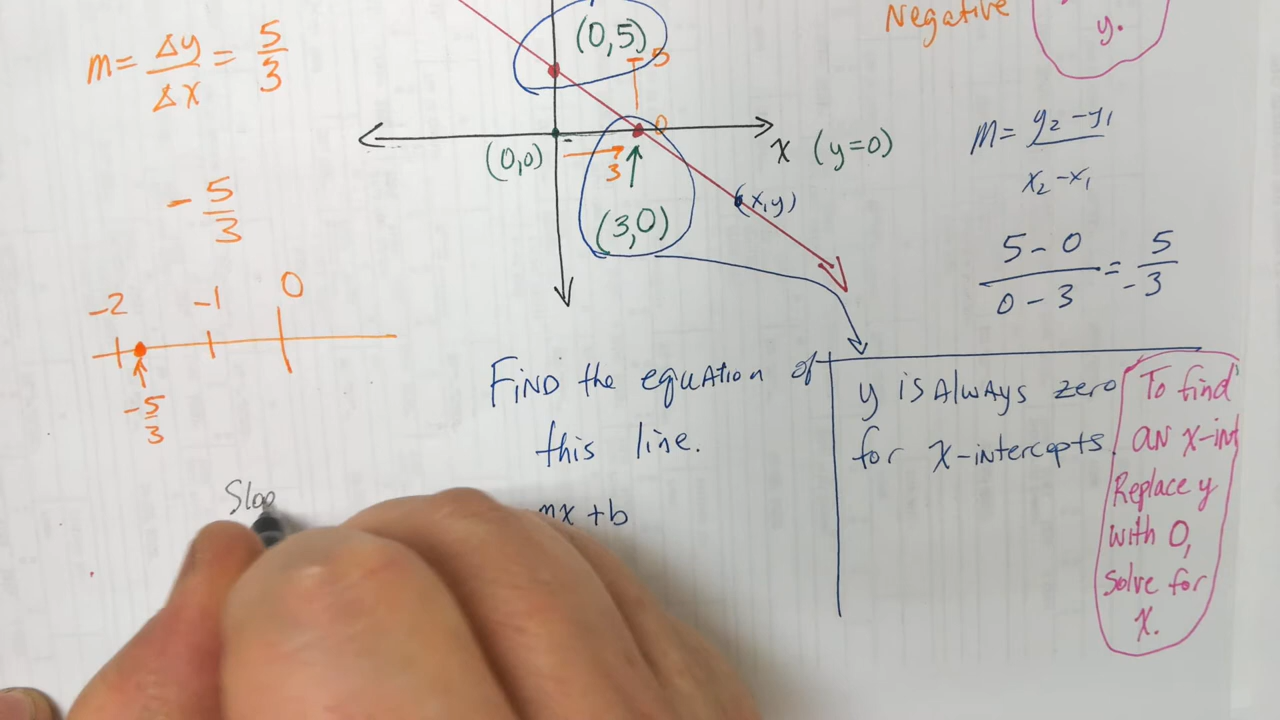 Negative
y.
m = Δy/Δx = 5/3
(0,5)
5
0
(0,0)
3
x (y=0)
(3,0)
(x,y)
m = y₂-y₁/x₂-x₁
5-0/0-3 = 5/-3
-5/3
-2 -1 0
-5/3
Find the equation of
this line.
mx+b
y is always zero
for x-intercepts.
To find
an x-int
Replace y
with 0,
solve for
x.
Slop